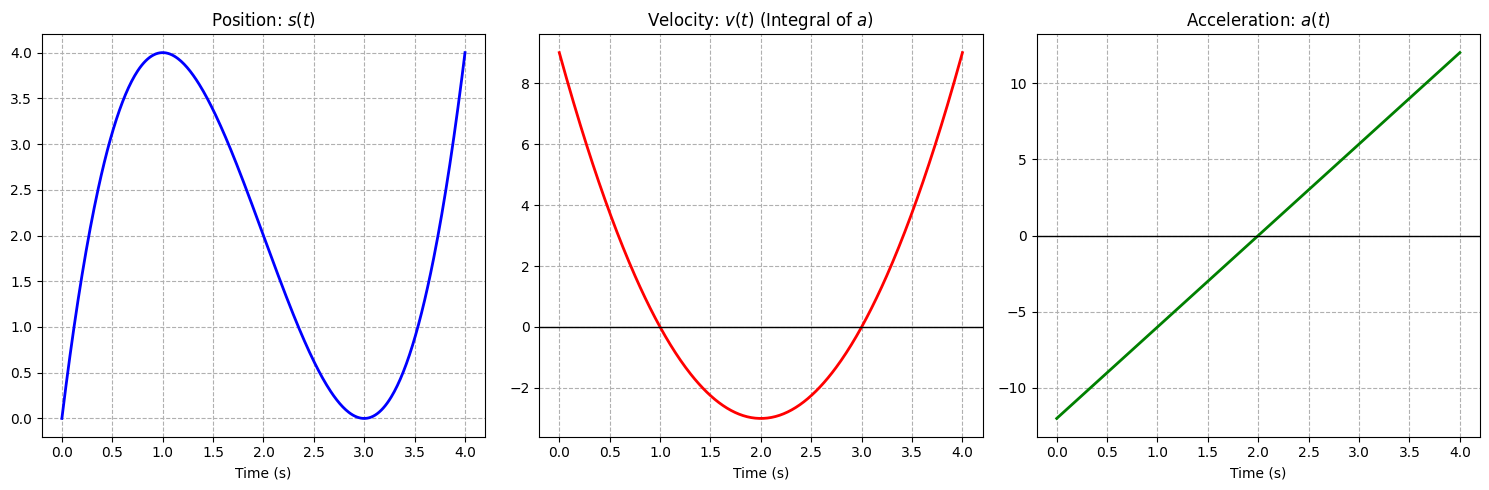 Position: s(t)
4.0
3.5
3.0
2.5
2.0
1.5
1.0
0.5
0.0
0.0 0.5 1.0 1.5 2.0 2.5 3.0 3.5 4.0
Time (s)
Velocity: v(t) (Integral of a)
8
6
4
2
0
−2
0.0 0.5 1.0 1.5 2.0 2.5 3.0 3.5 4.0
Time (s)
Acceleration: a(t)
10
5
0
−5
−10
0.0 0.5 1.0 1.5 2.0 2.5 3.0 3.5 4.0
Time (s)